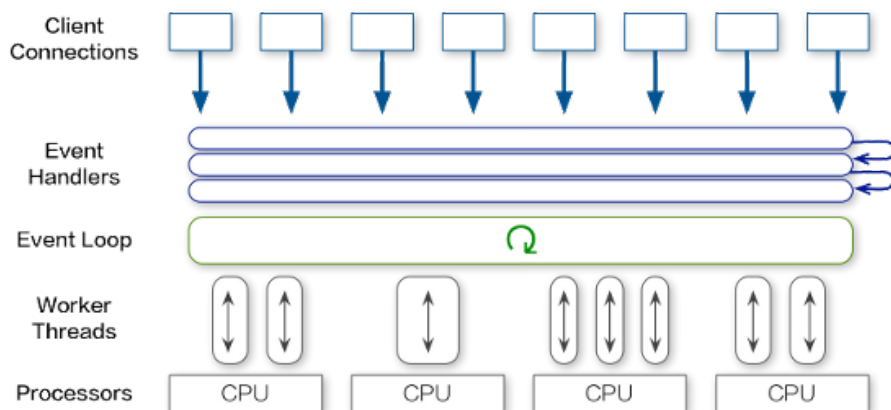 Client
Connections
Event
Handlers
Event Loop
Worker
Threads
Processors
CPU
CPU
CPU
CPU